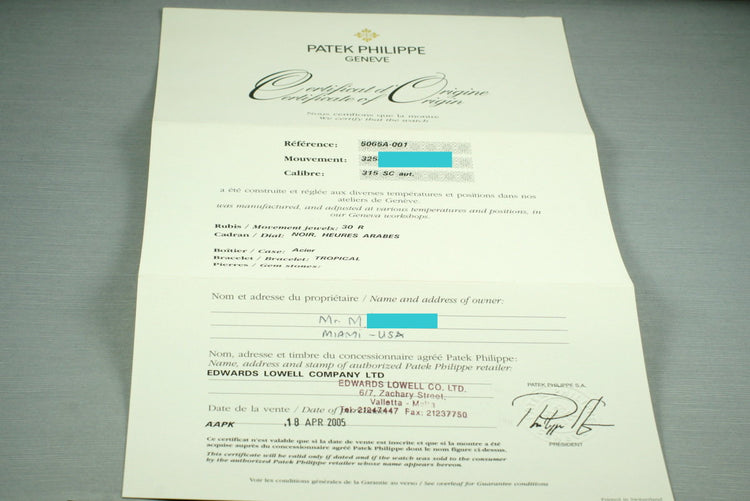 PATEK PHILIPPE
GENEVE
Certificat d'Origine
Certificate of Origin
Nous certifions que la montre
We certify that the watch
Référence: 5065A-001
Mouvement: 325
Calibre: 315 SC aut.
a été construite et réglée aux diverses températures et positions dans nos
ateliers de Genève.
was manufactured, and adjusted at various temperatures and positions, in
our Geneva workshops.
Rubis / Movement jewels: 30 R
Cadran / Dial: NOIR, HEURES ARABES
Boîtier / Case: Acier
Bracelet / Bracelet: TROPICAL
Pierres / Gem stones:
Nom et adresse du propriétaire / Name and address of owner:
Mr. M
MIAMI - USA
Nom, adresse et timbre du concessionnaire agréé Patek Philippe:
Name, address and stamp of authorized Patek Philippe retailer:
EDWARDS LOWELL COMPANY LTD
EDWARDS LOWELL CO. LTD.
6/7, Zachary Street,
Valletta - Malta
Tel: 21247447 Fax: 21237750
PATEK PHILIPPE S.A.
Date de la vente / Date of
AAPK 18 APR 2005
PRÉSIDENT
Ce certificat n'est valable que si la date de vente est inscrite et que si la montre a été
acquise auprès du concessionnaire agréé Patek Philippe dont le nom figure ci-dessus.
This certificate will be valid only if dated and if the watch was sold to the consumer
by the authorized Patek Philippe retailer whose name appears hereon.
Voir les conditions générales de la Garantie au verso / See overleaf for Guarantee conditions
Printed in Switzerland